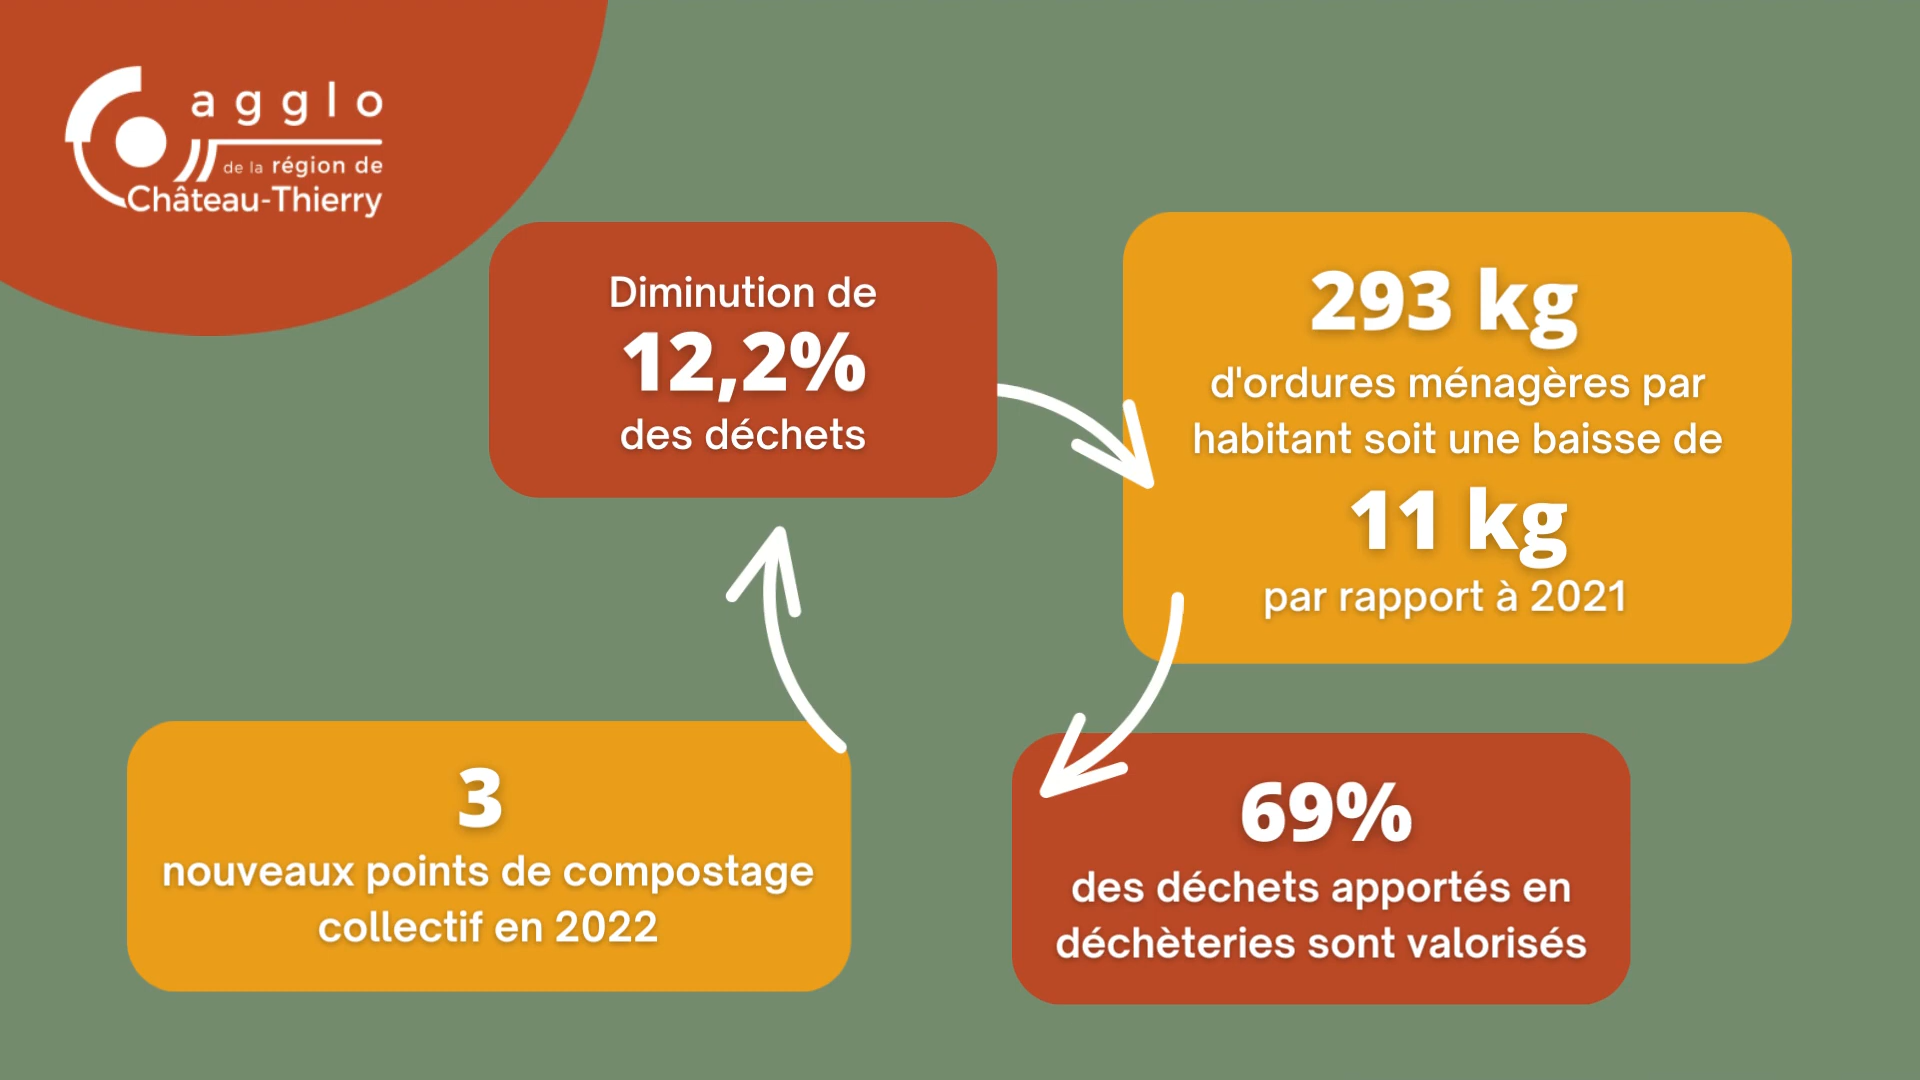 agglo
de la région de
Château-Thierry
Diminution de
12,2%
des déchets
293 kg
d'ordures ménagères par
habitant soit une baisse de
11 kg
par rapport à 2021
3
nouveaux points de compostage
collectif en 2022
69%
des déchets apportés en
déchèteries sont valorisés